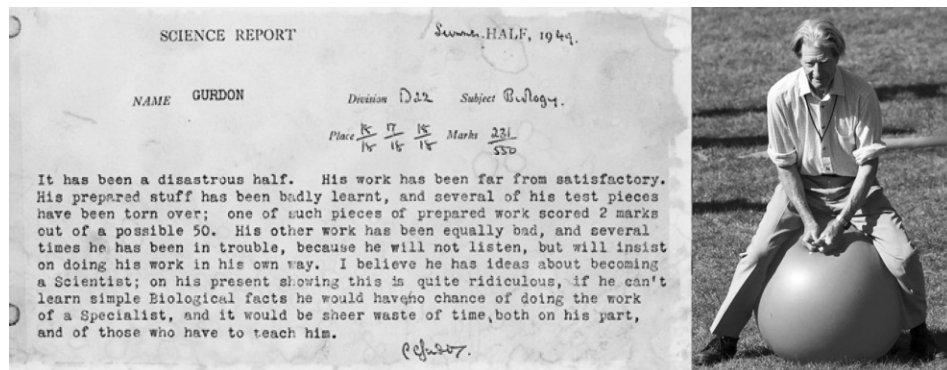 SCIENCE REPORT Summer HALF, 1949.
NAME GURDON Division D22 Subject Biology.
Place 18/18 17/18 18/18 Marks 231/550
It has been a disastrous half. His work has been far from satisfactory.
His prepared stuff has been badly learnt, and several of his test pieces
have been torn over; one of such pieces of prepared work scored 2 marks
out of a possible 50. His other work has been equally bad, and several
times he has been in trouble, because he will not listen, but will insist
on doing his work in his own way. I believe he has ideas about becoming
a Scientist; on his present showing this is quite ridiculous, if he can't
learn simple Biological facts he would have no chance of doing the work
of a Specialist, and it would be sheer waste of time, both on his part,
and of those who have to teach him.